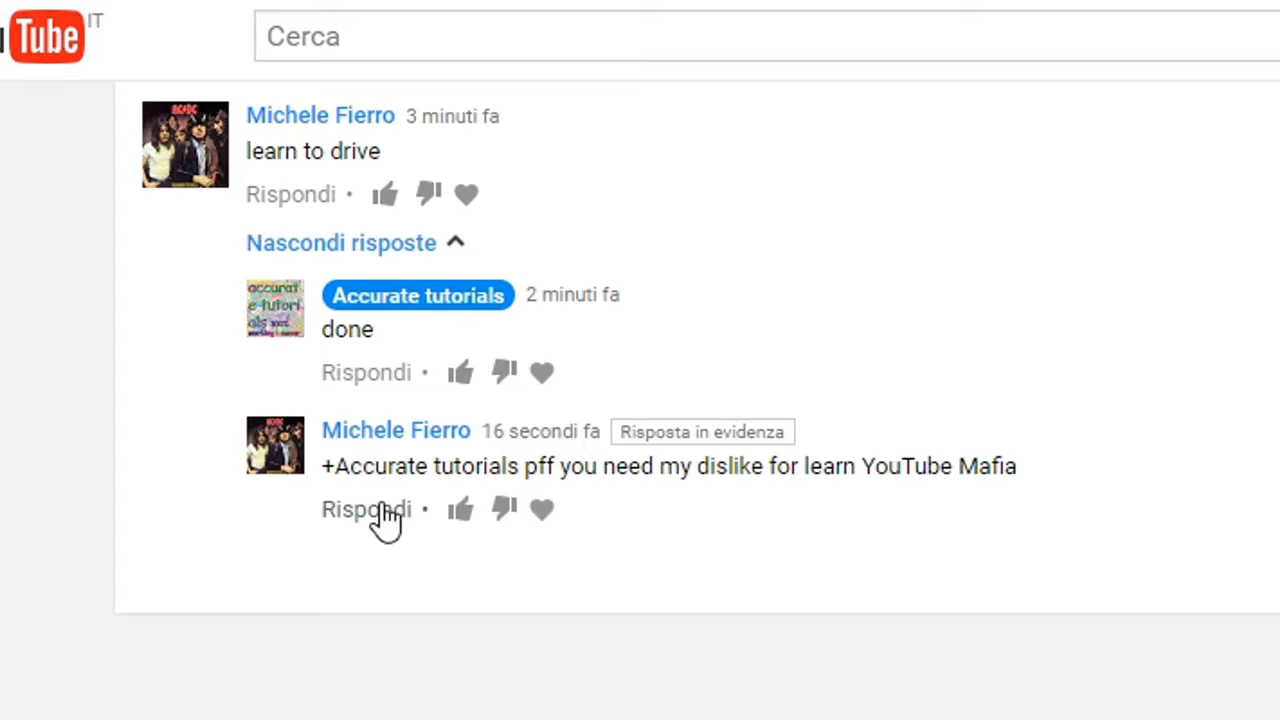 Tube IT
Cerca
Michele Fierro 3 minuti fa
learn to drive
Rispondi •
Nascondi risposte
Accurate tutorials 2 minuti fa
done
Rispondi •
Michele Fierro 16 secondi fa Risposta in evidenza
+Accurate tutorials pff you need my dislike for learn YouTube Mafia
Rispondi •